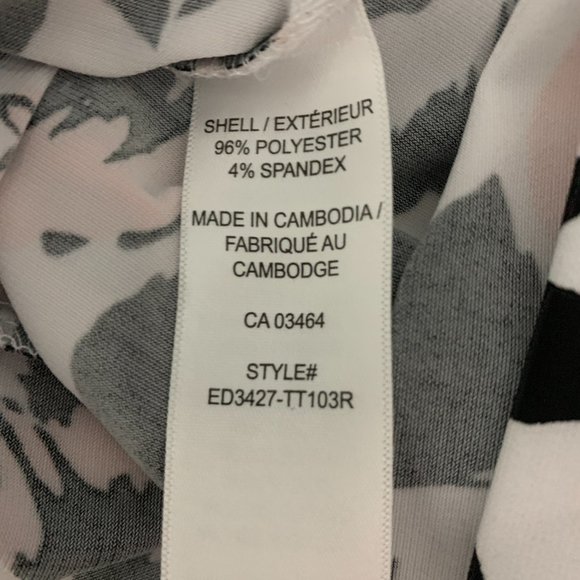 SHELL / EXTÉRIEUR
96% POLYESTER
4% SPANDEX
MADE IN CAMBODIA /
FABRIQUÉ AU
CAMBODGE
CA 03464
STYLE#
ED3427-TT103R